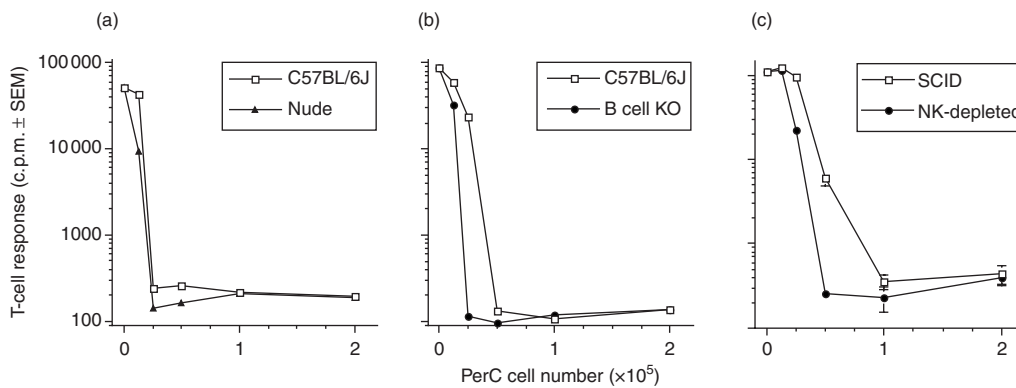 (a)
(b)
(c)
T-cell response (c.p.m. ± SEM)
100 000
10 000
1000
100
C57BL/6J
Nude
C57BL/6J
B cell KO
SCID
NK-depleted
0
1
2
0
1
2
0
1
2
PerC cell number (×10⁵)